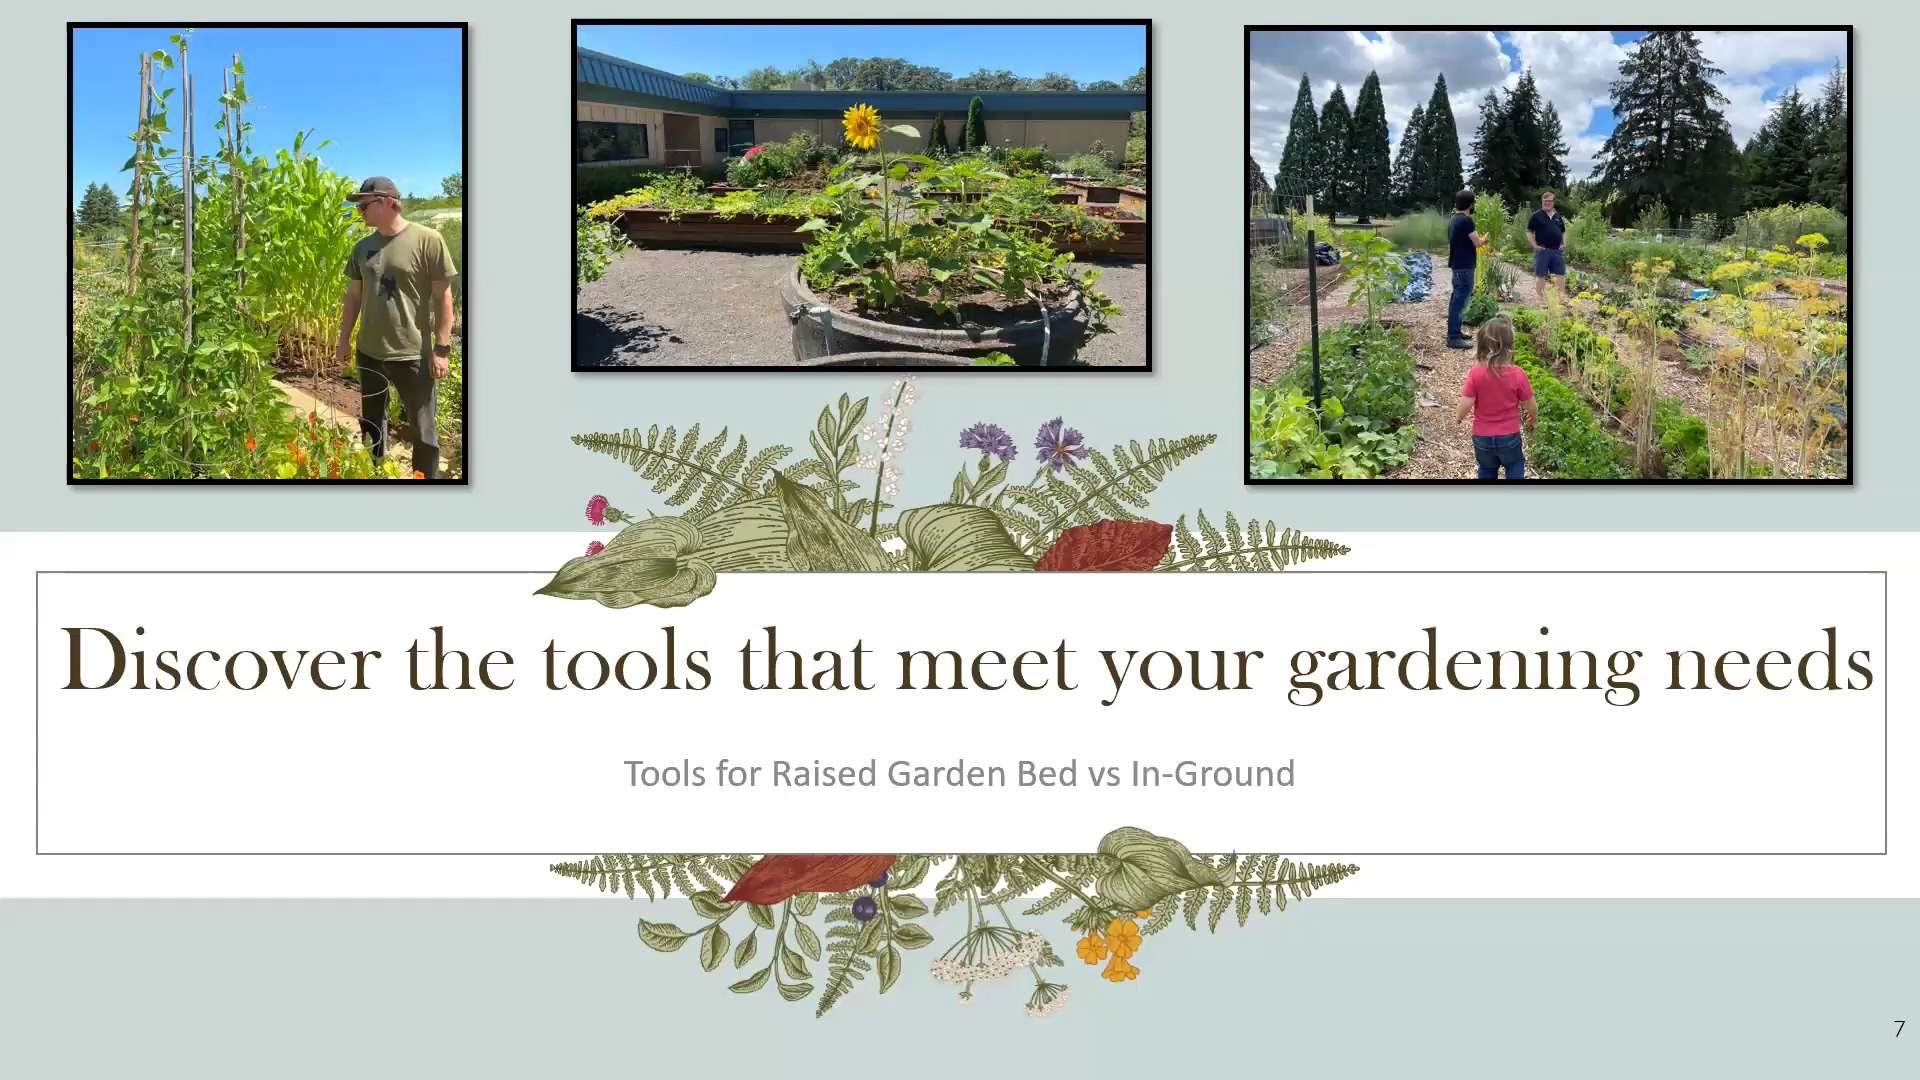 Discover the tools that meet your gardening needs
Tools for Raised Garden Bed vs In-Ground
7